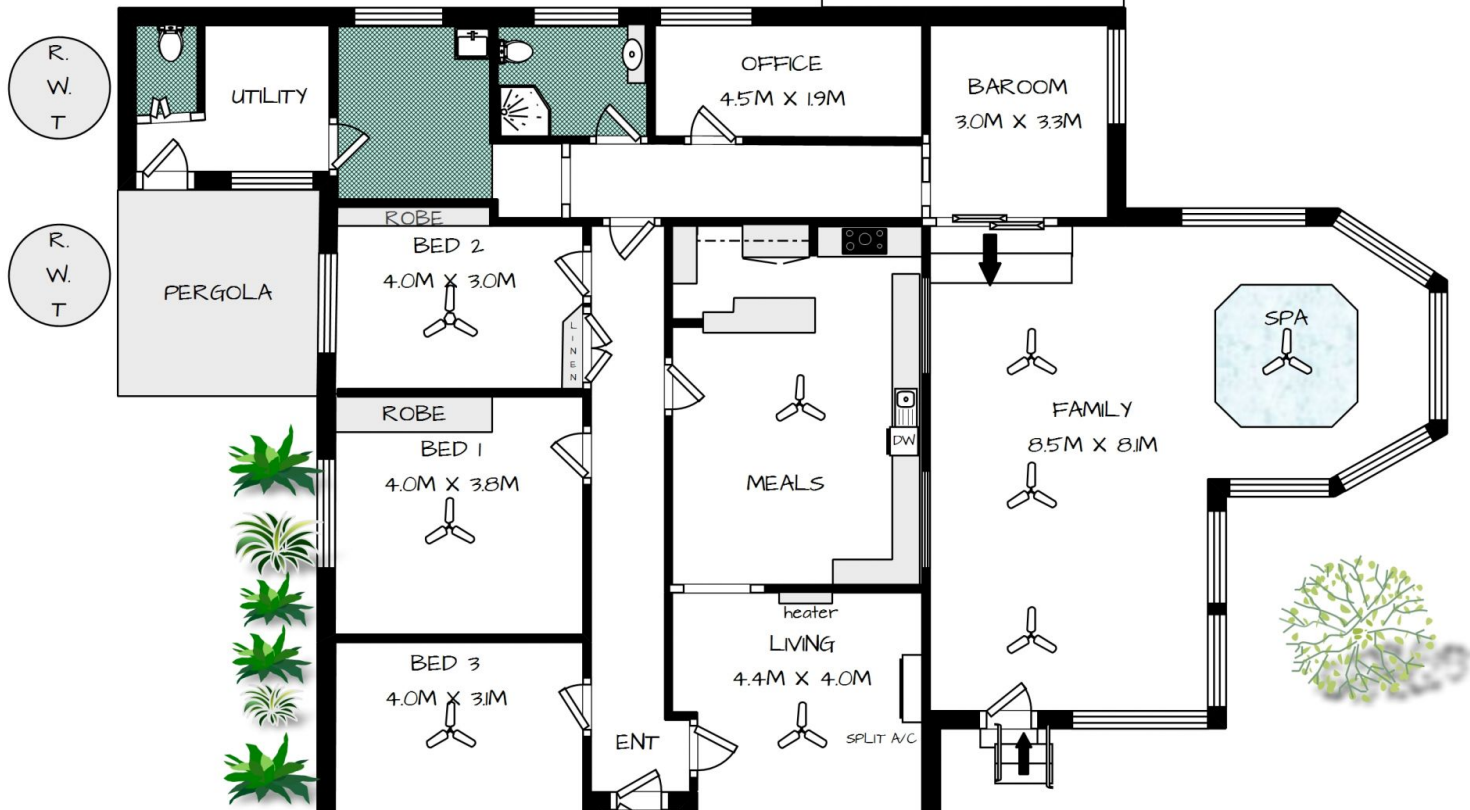 R.
W.
T
UTILITY
OFFICE
4.5M X 1.9M
BAROOM
3.0M X 3.3M
R.
W.
T
PERGOLA
ROBE
BED 2
4.0M X 3.0M
LINEN
SPA
FAMILY
8.5M X 8.1M
ROBE
BED 1
4.0M X 3.8M
DW
MEALS
heater
LIVING
4.4M X 4.0M
SPLIT A/C
BED 3
4.0M X 3.1M
ENT